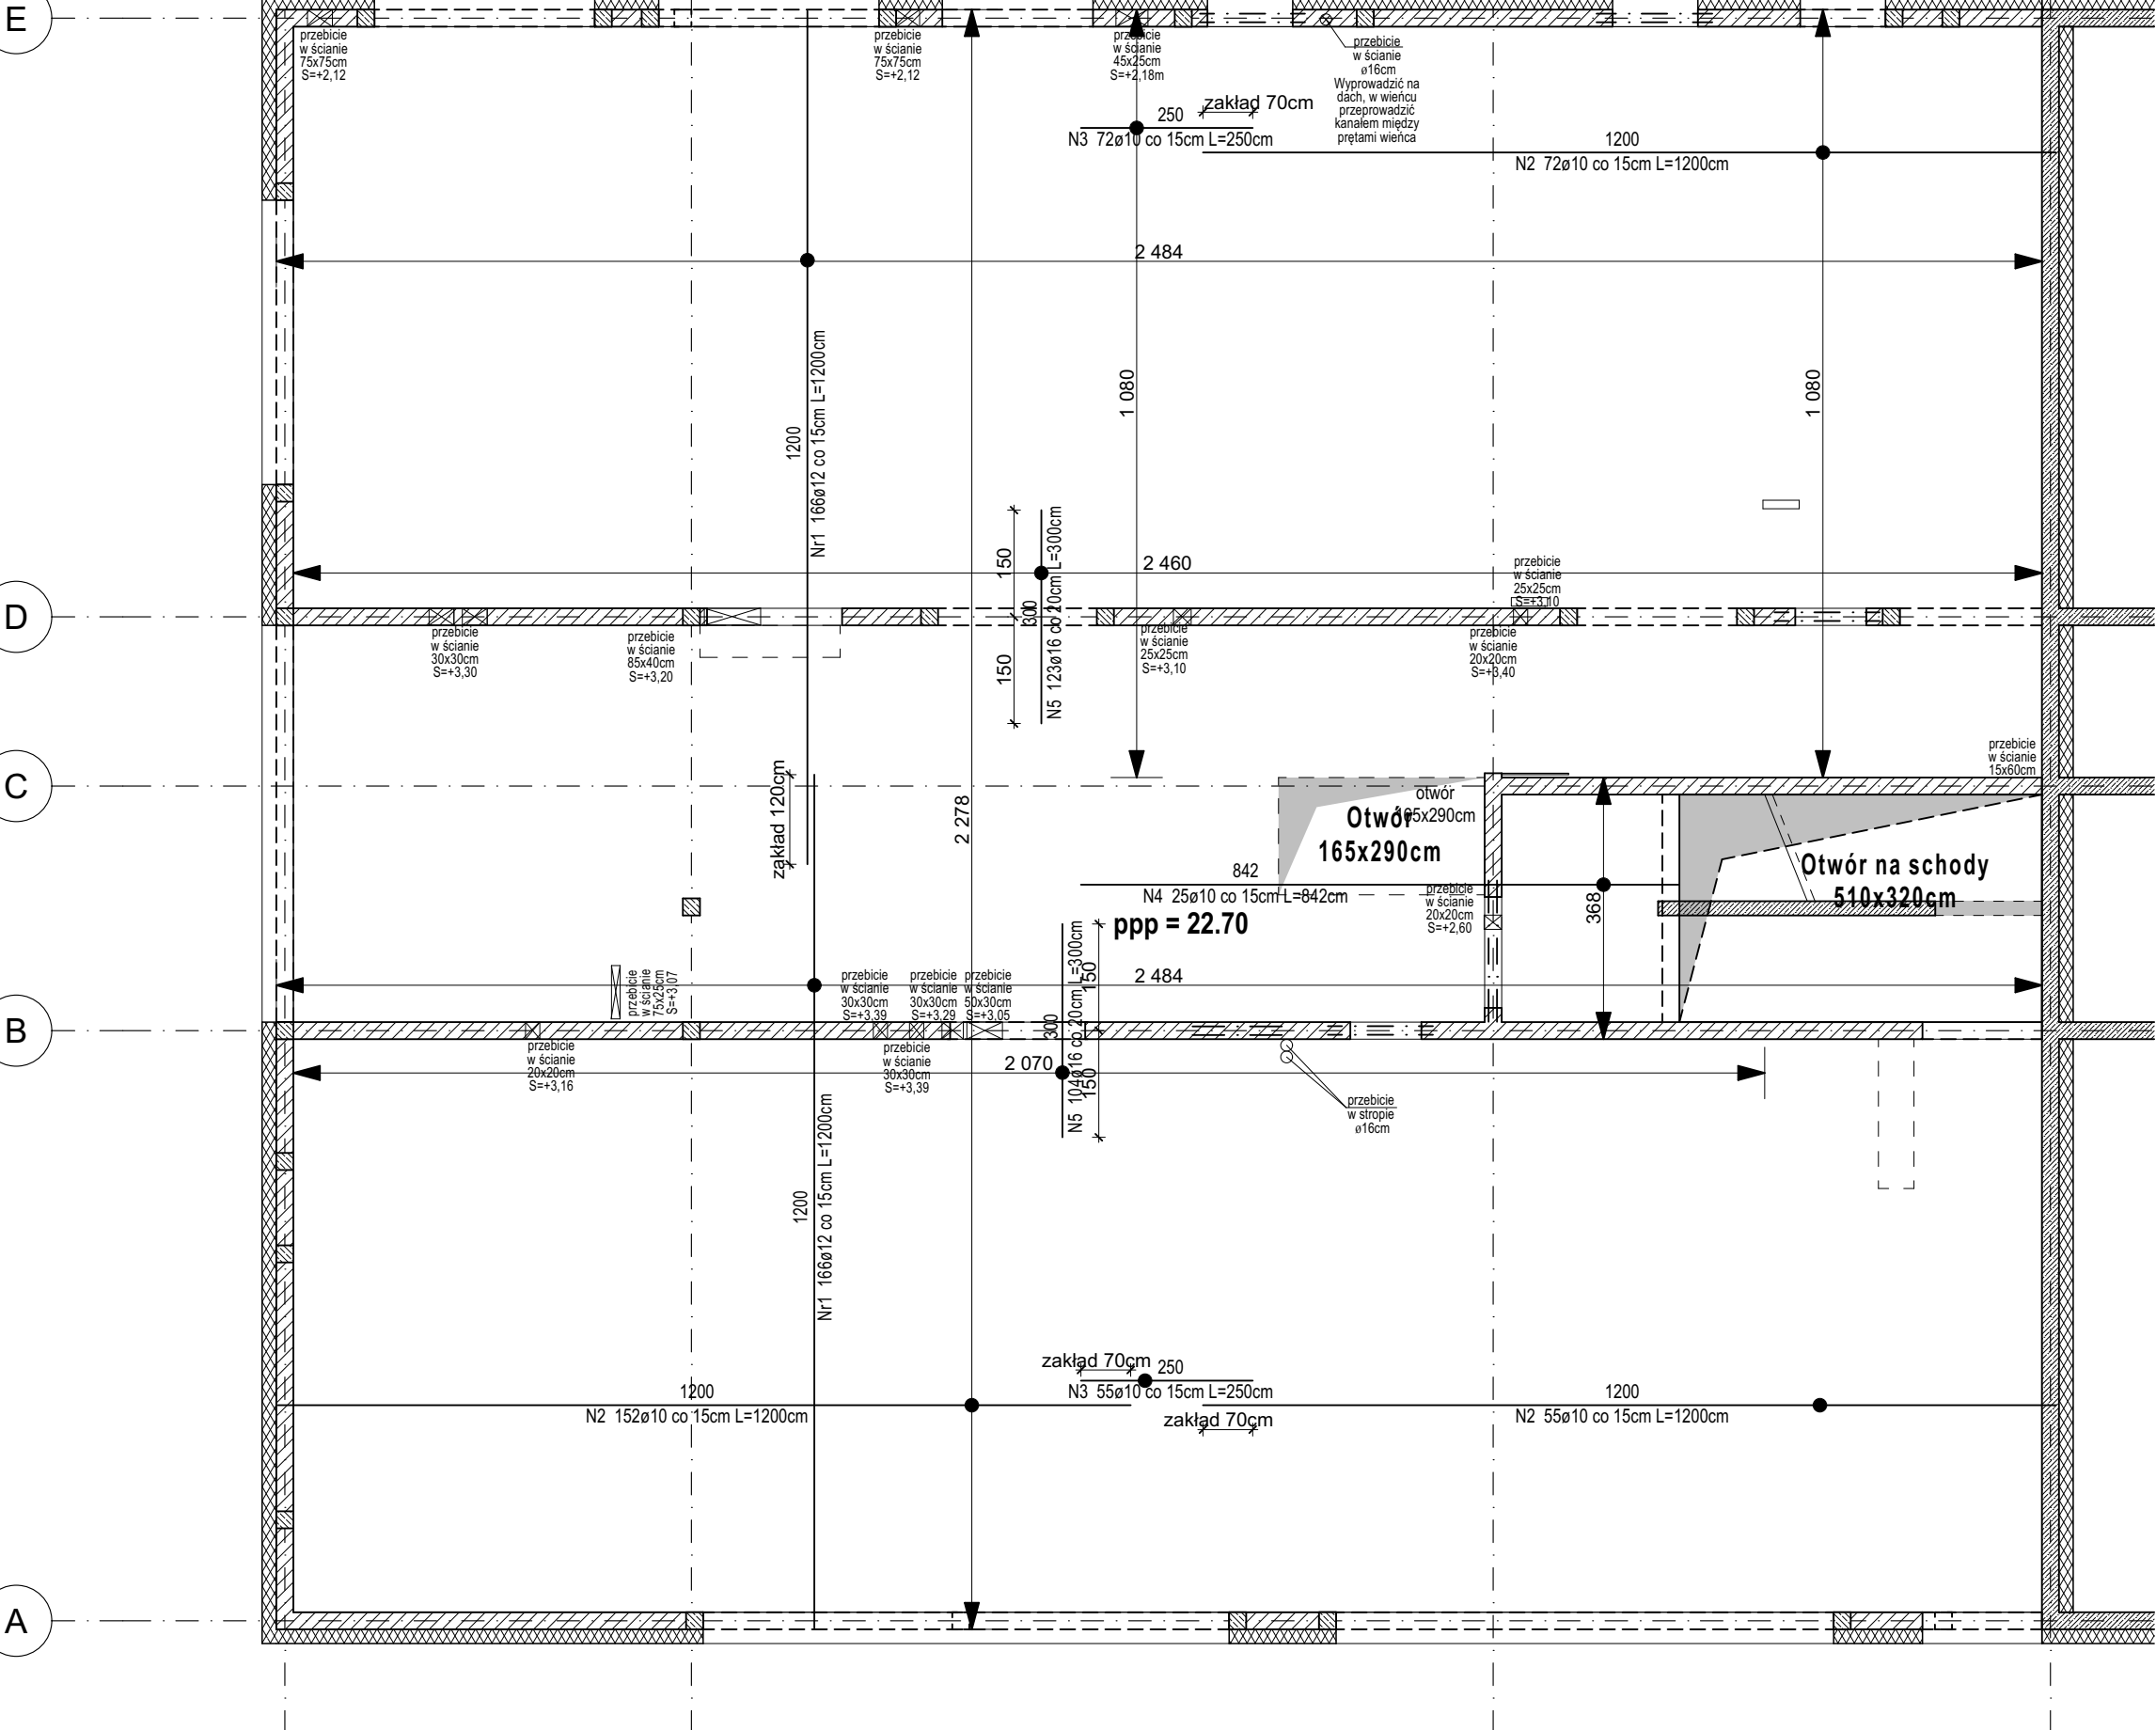 E
przebicie
w ścianie
75x75cm
S=+2,12
przebicie
w ścianie
75x75cm
S=+2,12
przebicie
w ścianie
45x25cm
S=+2,18m
przebicie
w ścianie
ø16cm
Wyprowadzić na
dach, w wieńcu
przeprowadzić
kanałem między
prętami wieńca
zakład 70cm
250
N3 72ø10 co 15cm L=250cm
1200
N2 72ø10 co 15cm L=1200cm
2 484
1200
Nr1 166ø12 co 15cm L=1200cm
1 080
1 080
150
300
150
N5 123ø16 co 20cm L=300cm
2 460
przebicie
w ścianie
25x25cm
S=+3,10
D
przebicie
w ścianie
30x30cm
S=+3,30
przebicie
w ścianie
85x40cm
S=+3,20
przebicie
w ścianie
25x25cm
S=+3,10
przebicie
w ścianie
20x20cm
S=+3,40
przebicie
w ścianie
15x60cm
C
zakład 120cm
2 278
otwór
165x290cm
Otwór
165x290cm
Otwór na schody
510x320cm
842
N4 25ø10 co 15cm L=842cm
368
przebicie
w ścianie
20x20cm
S=+2,60
ppp = 22.70
2 484
przebicie
w ścianie
75x25cm
S=+3,07
przebicie
w ścianie
30x30cm
S=+3,39
przebicie
w ścianie
30x30cm
S=+3,29
przebicie
w ścianie
50x30cm
S=+3,05
B
150
300
150
N5 104ø16 co 20cm L=300cm
przebicie
w ścianie
20x20cm
S=+3,16
przebicie
w ścianie
30x30cm
S=+3,39
2 070
przebicie
w stropie
ø16cm
1200
Nr1 166ø12 co 15cm L=1200cm
zakład 70cm
250
N3 55ø10 co 15cm L=250cm
zakład 70cm
1200
N2 152ø10 co 15cm L=1200cm
1200
N2 55ø10 co 15cm L=1200cm
A